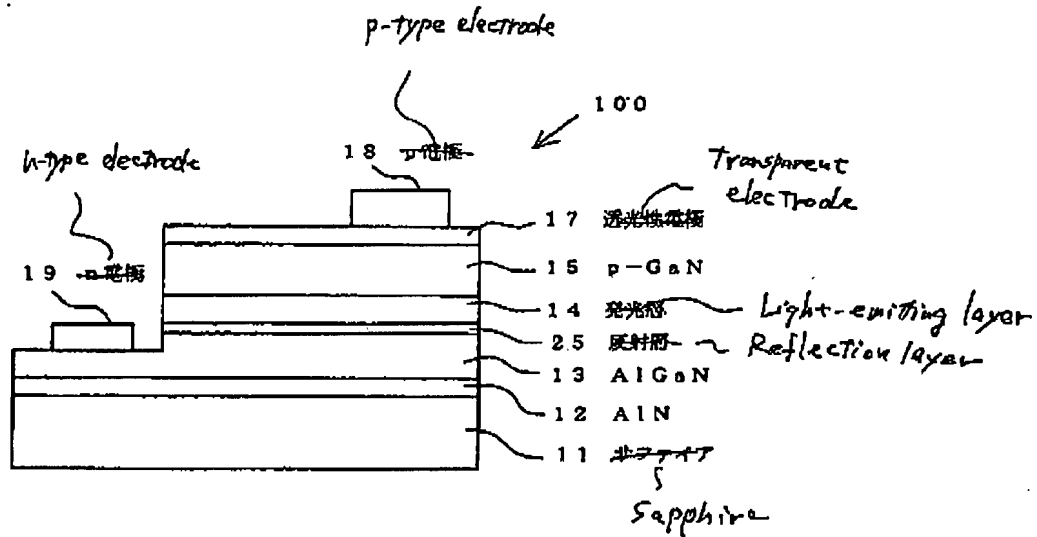 p-type electrode
100
n-type electrode
18 p電極
Transparent
electrode
17 透光性電極
19 n電極
15 p-GaN
14 発光層 Light-emitting layer
25 反射層 Reflection layer
13 AlGaN
12 AlN
11 サファイア
Sapphire